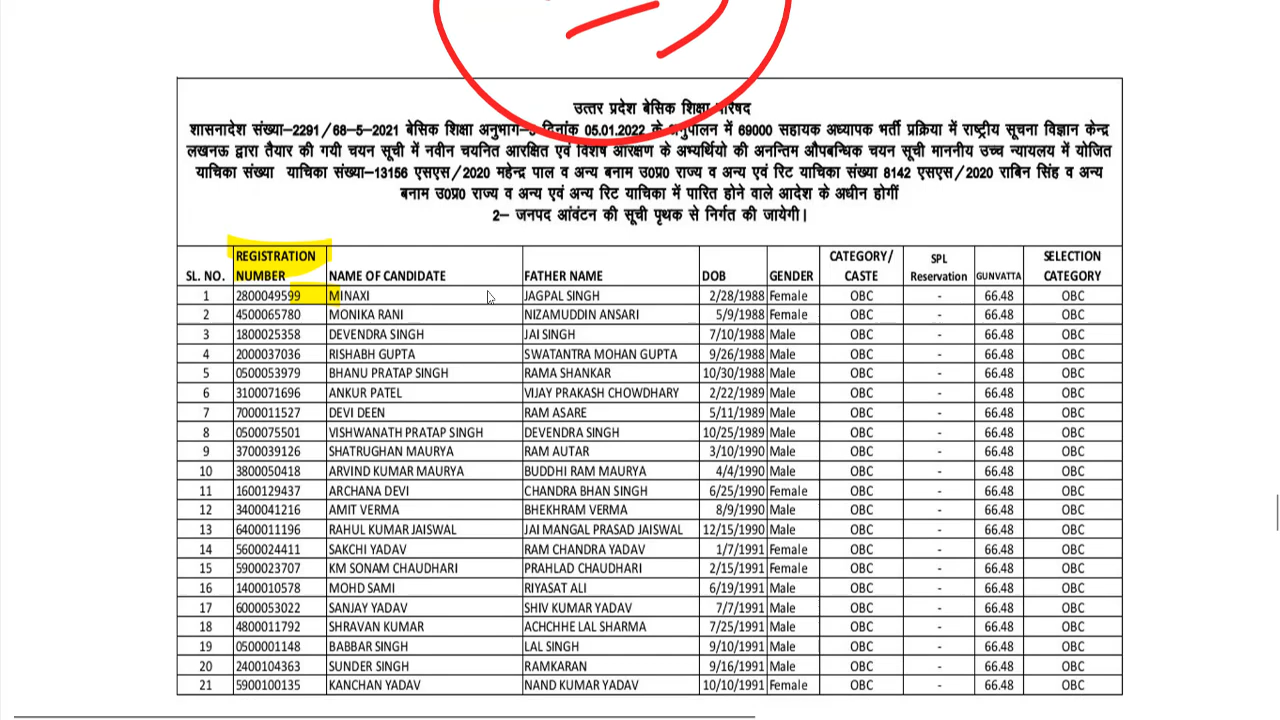 उत्तर प्रदेश बेसिक शिक्षा परिषद
शासनादेश संख्या–2291/68-5-2021 बेसिक शिक्षा अनुभाग–5 दिनांक 05.01.2022 के अनुपालन में 69000 सहायक अध्यापक भर्ती प्रक्रिया में राष्ट्रीय सूचना विज्ञान केन्द्र
लखनऊ द्वारा तैयार की गयी चयन सूची में नवीन चयनित आरक्षित एवं विशेष आरक्षण के अभ्यर्थियो की अनन्तिम औपबन्धिक चयन सूची माननीय उच्च न्यायलय में योजित
याचिका संख्या याचिका संख्या–13156 एसएस/2020 महेन्द्र पाल व अन्य बनाम उ0प्र0 राज्य व अन्य एवं रिट याचिका संख्या 8142 एसएस/2020 राबिन सिंह व अन्य
बनाम उ0प्र0 राज्य व अन्य एवं अन्य रिट याचिका में पारित होने वाले आदेश के अधीन होगीं
2– जनपद आंवंटन की सूची पृथक से निर्गत की जायेगी।
SL. NO. REGISTRATION NUMBER NAME OF CANDIDATE FATHER NAME DOB GENDER CATEGORY/ CASTE SPL Reservation GUNVATTA SELECTION CATEGORY
1 2800049599 MINAXI JAGPAL SINGH 2/28/1988 Female OBC - 66.48 OBC
2 4500065780 MONIKA RANI NIZAMUDDIN ANSARI 5/9/1988 Female OBC - 66.48 OBC
3 1800025358 DEVENDRA SINGH JAI SINGH 7/10/1988 Male OBC - 66.48 OBC
4 2000037036 RISHABH GUPTA SWATANTRA MOHAN GUPTA 9/26/1988 Male OBC - 66.48 OBC
5 0500053979 BHANU PRATAP SINGH RAMA SHANKAR 10/30/1988 Male OBC - 66.48 OBC
6 3100071696 ANKUR PATEL VIJAY PRAKASH CHOWDHARY 2/22/1989 Male OBC - 66.48 OBC
7 7000011527 DEVI DEEN RAM ASARE 5/11/1989 Male OBC - 66.48 OBC
8 0500075501 VISHWANATH PRATAP SINGH DEVENDRA SINGH 10/25/1989 Male OBC - 66.48 OBC
9 3700039126 SHATRUGHAN MAURYA RAM AUTAR 3/10/1990 Male OBC - 66.48 OBC
10 3800050418 ARVIND KUMAR MAURYA BUDDHI RAM MAURYA 4/4/1990 Male OBC - 66.48 OBC
11 1600129437 ARCHANA DEVI CHANDRA BHAN SINGH 6/25/1990 Female OBC - 66.48 OBC
12 3400041216 AMIT VERMA BHEKHRAM VERMA 8/9/1990 Male OBC - 66.48 OBC
13 6400011196 RAHUL KUMAR JAISWAL JAI MANGAL PRASAD JAISWAL 12/15/1990 Male OBC - 66.48 OBC
14 5600024411 SAKCHI YADAV RAM CHANDRA YADAV 1/7/1991 Female OBC - 66.48 OBC
15 5900023707 KM SONAM CHAUDHARI PRAHLAD CHAUDHARI 2/15/1991 Female OBC - 66.48 OBC
16 1400010578 MOHD SAMI RIYASAT ALI 6/19/1991 Male OBC - 66.48 OBC
17 6000053022 SANJAY YADAV SHIV KUMAR YADAV 7/7/1991 Male OBC - 66.48 OBC
18 4800011792 SHRAVAN KUMAR ACHCHHE LAL SHARMA 7/25/1991 Male OBC - 66.48 OBC
19 0500001148 BABBAR SINGH LAL SINGH 9/10/1991 Male OBC - 66.48 OBC
20 2400104363 SUNDER SINGH RAMKARAN 9/16/1991 Male OBC - 66.48 OBC
21 5900100135 KANCHAN YADAV NAND KUMAR YADAV 10/10/1991 Female OBC - 66.48 OBC